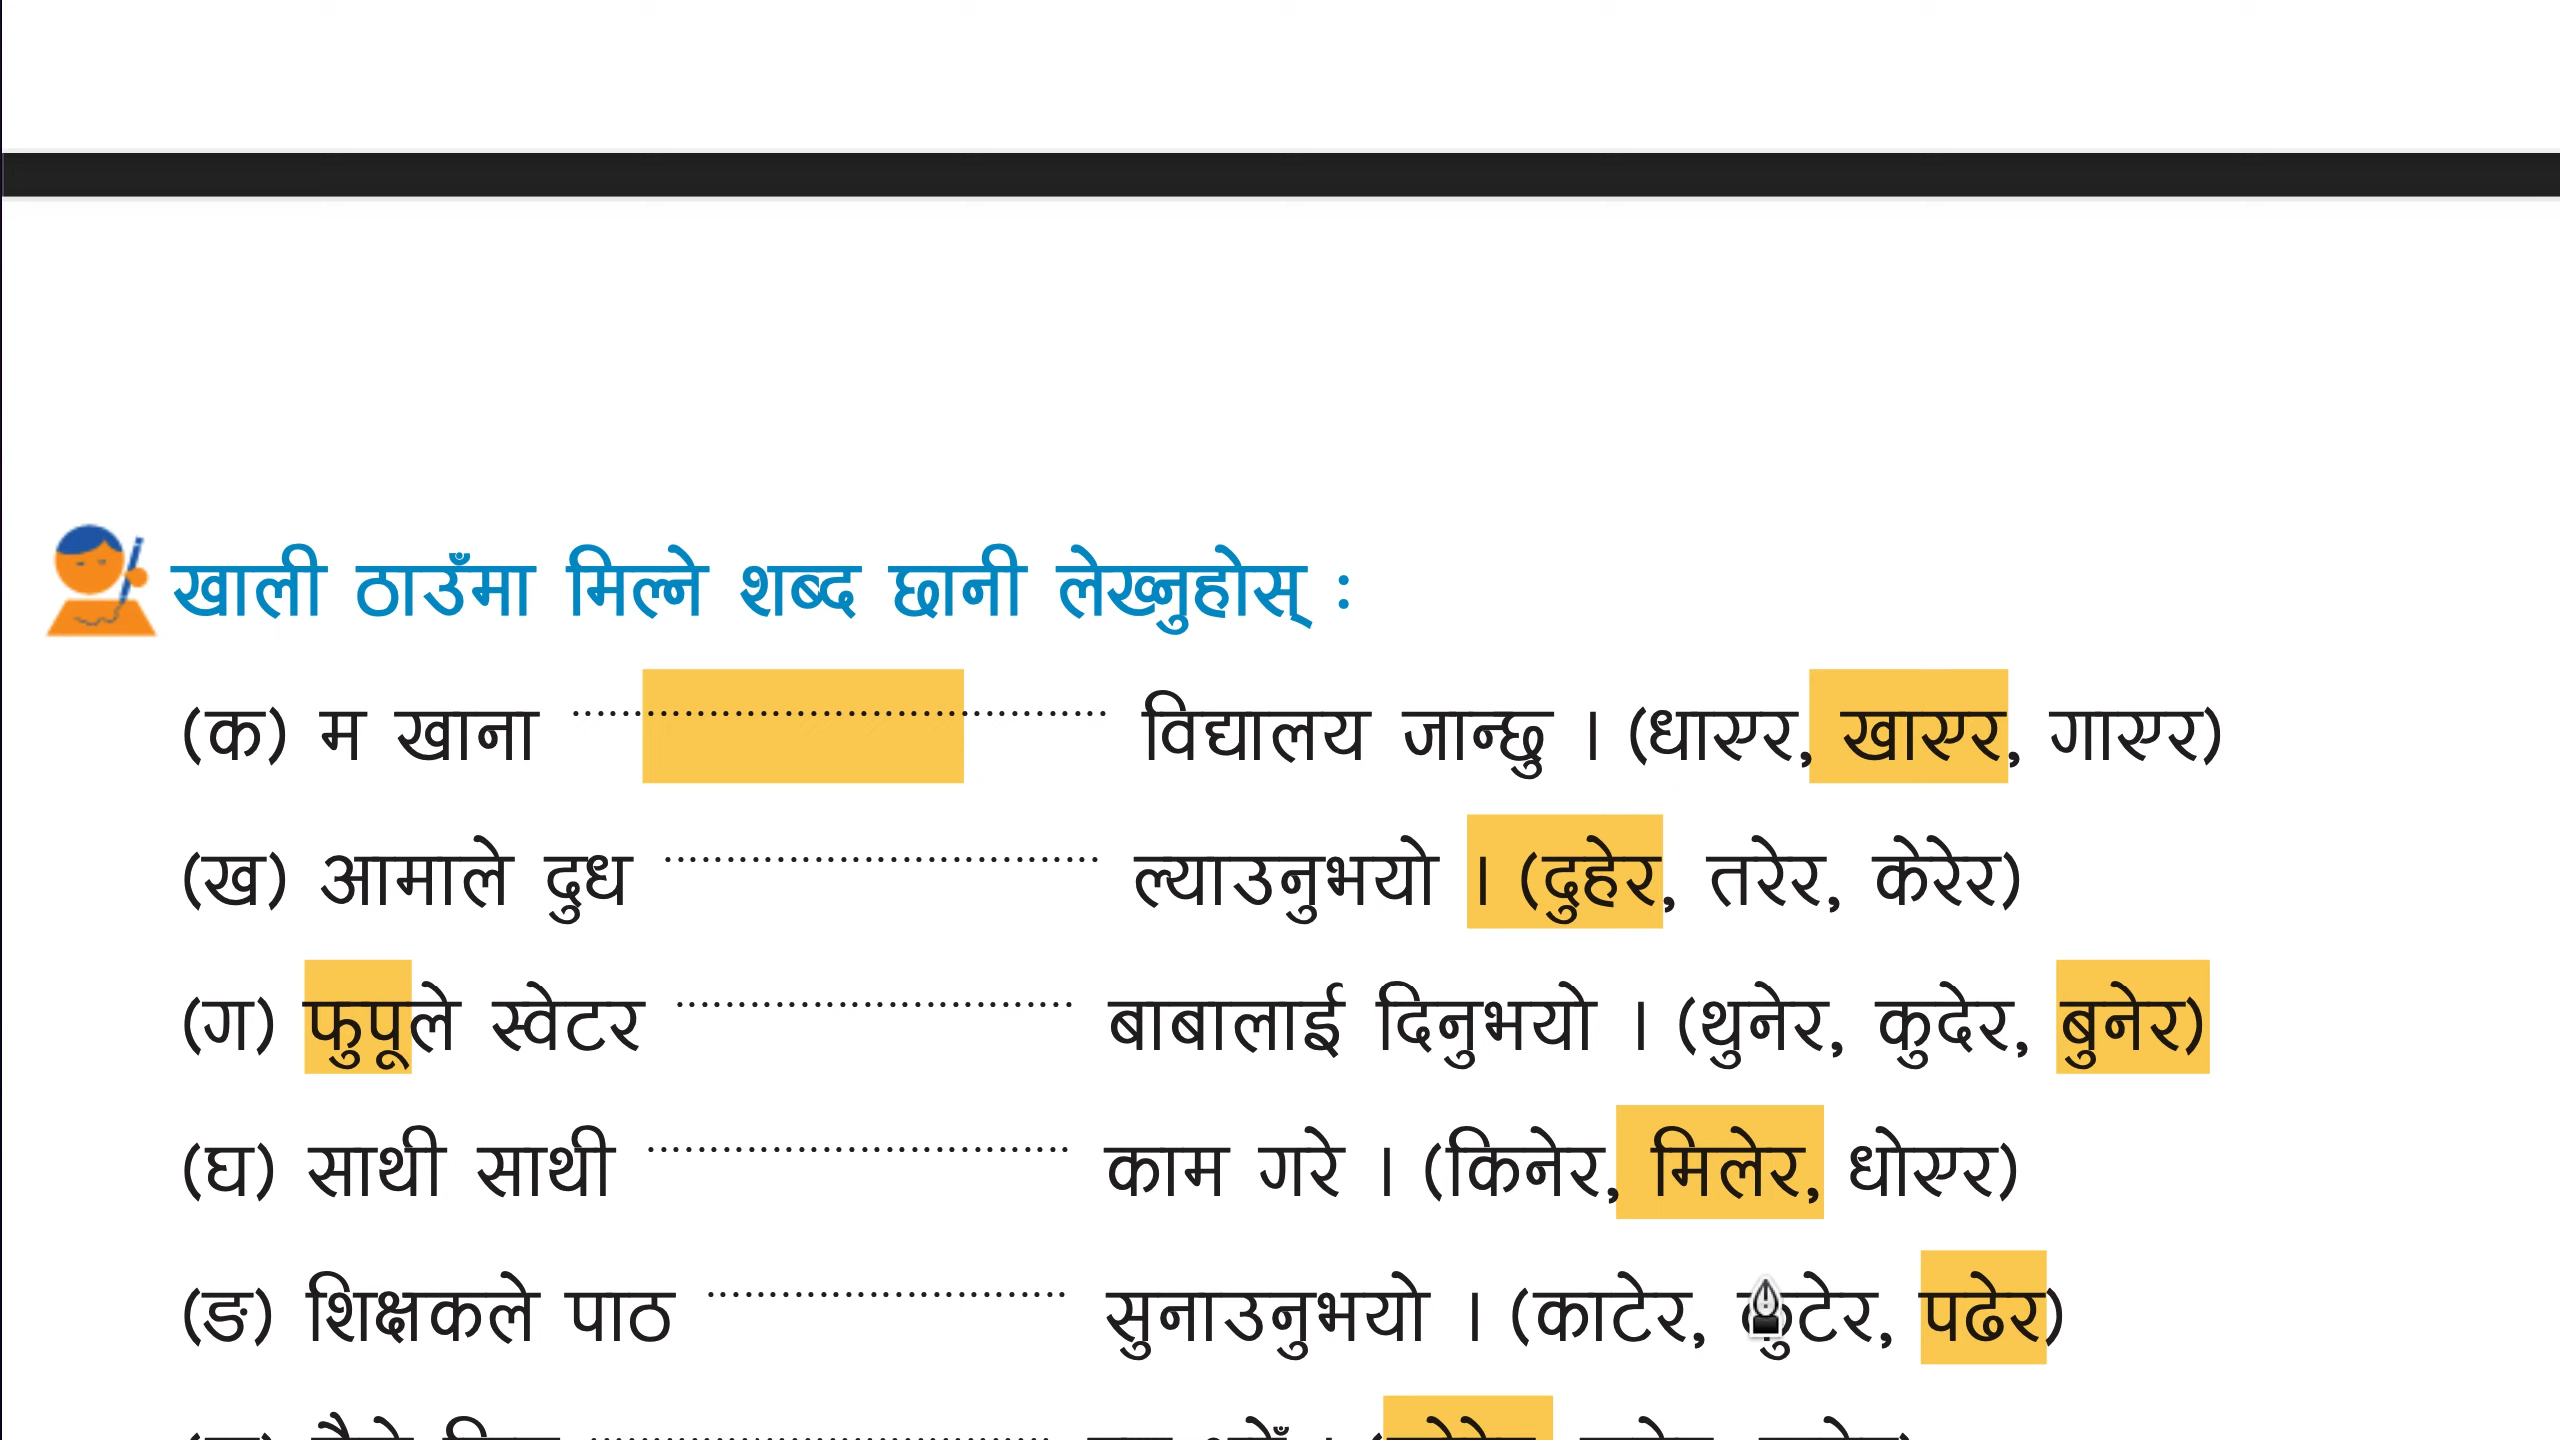 खाली ठाउँमा मिल्ने शब्द छानी लेख्नुहोस् :
(क) म खाना ........................................... विद्यालय जान्छु । (धाएर, खाएर, गाएर)
(ख) आमाले दुध ................................... ल्याउनुभयो । (दुहेर, तरेर, केरेर)
(ग) फुपूले स्वेटर ................................ बाबालाई दिनुभयो । (थुनेर, कुदेर, बुनेर)
(घ) साथी साथी .................................. काम गरे । (किनेर, मिलेर, धोएर)
(ङ) शिक्षकले पाठ ............................. सुनाउनुभयो । (काटेर, कुटेर, पढेर)